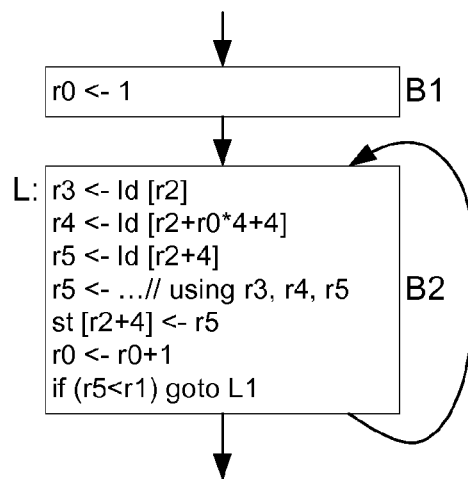 r0 <- 1
B1
L:
r3 <- ld [r2]
r4 <- ld [r2+r0*4+4]
r5 <- ld [r2+4]
r5 <- ...// using r3, r4, r5
B2
st [r2+4] <- r5
r0 <- r0+1
if (r5<r1) goto L1